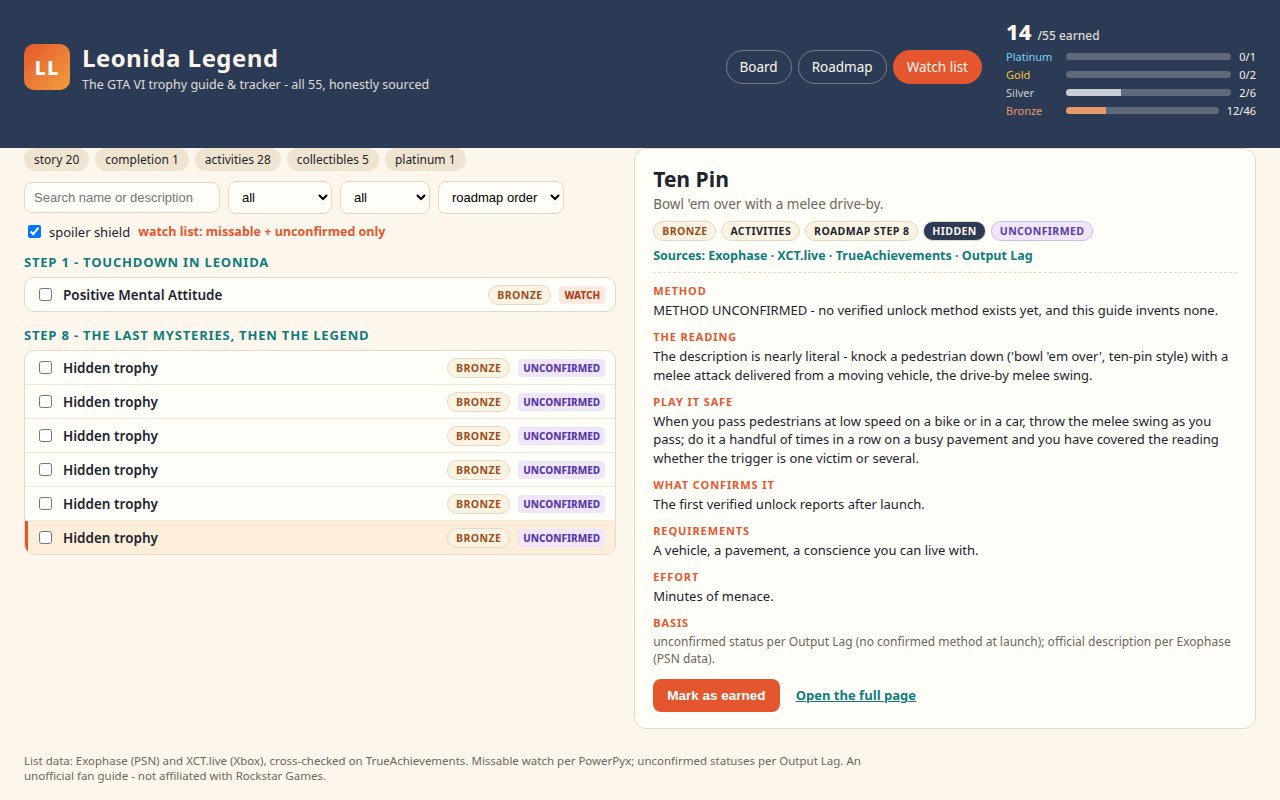 LL
Leonida Legend
The GTA VI trophy guide & tracker - all 55, honestly sourced
Board
Roadmap
Watch list
14 /55 earned
Platinum 0/1
Gold 0/2
Silver 2/6
Bronze 12/46
story 20
completion 1
activities 28
collectibles 5
platinum 1
Search name or description
all
all
roadmap order
spoiler shield
watch list: missable + unconfirmed only
STEP 1 - TOUCHDOWN IN LEONIDA
Positive Mental Attitude BRONZE WATCH
STEP 8 - THE LAST MYSTERIES, THEN THE LEGEND
Hidden trophy BRONZE UNCONFIRMED
Hidden trophy BRONZE UNCONFIRMED
Hidden trophy BRONZE UNCONFIRMED
Hidden trophy BRONZE UNCONFIRMED
Hidden trophy BRONZE UNCONFIRMED
Hidden trophy BRONZE UNCONFIRMED
Ten Pin
Bowl 'em over with a melee drive-by.
BRONZE ACTIVITIES ROADMAP STEP 8 HIDDEN UNCONFIRMED
Sources: Exophase · XCT.live · TrueAchievements · Output Lag
METHOD
METHOD UNCONFIRMED - no verified unlock method exists yet, and this guide invents none.
THE READING
The description is nearly literal - knock a pedestrian down ('bowl 'em over', ten-pin style) with a
melee attack delivered from a moving vehicle, the drive-by melee swing.
PLAY IT SAFE
When you pass pedestrians at low speed on a bike or in a car, throw the melee swing as you
pass; do it a handful of times in a row on a busy pavement and you have covered the reading
whether the trigger is one victim or several.
WHAT CONFIRMS IT
The first verified unlock reports after launch.
REQUIREMENTS
A vehicle, a pavement, a conscience you can live with.
EFFORT
Minutes of menace.
BASIS
unconfirmed status per Output Lag (no confirmed method at launch); official description per Exophase
(PSN data).
Mark as earned
Open the full page
List data: Exophase (PSN) and XCT.live (Xbox), cross-checked on TrueAchievements. Missable watch per PowerPyx; unconfirmed statuses per Output Lag. An
unofficial fan guide - not affiliated with Rockstar Games.